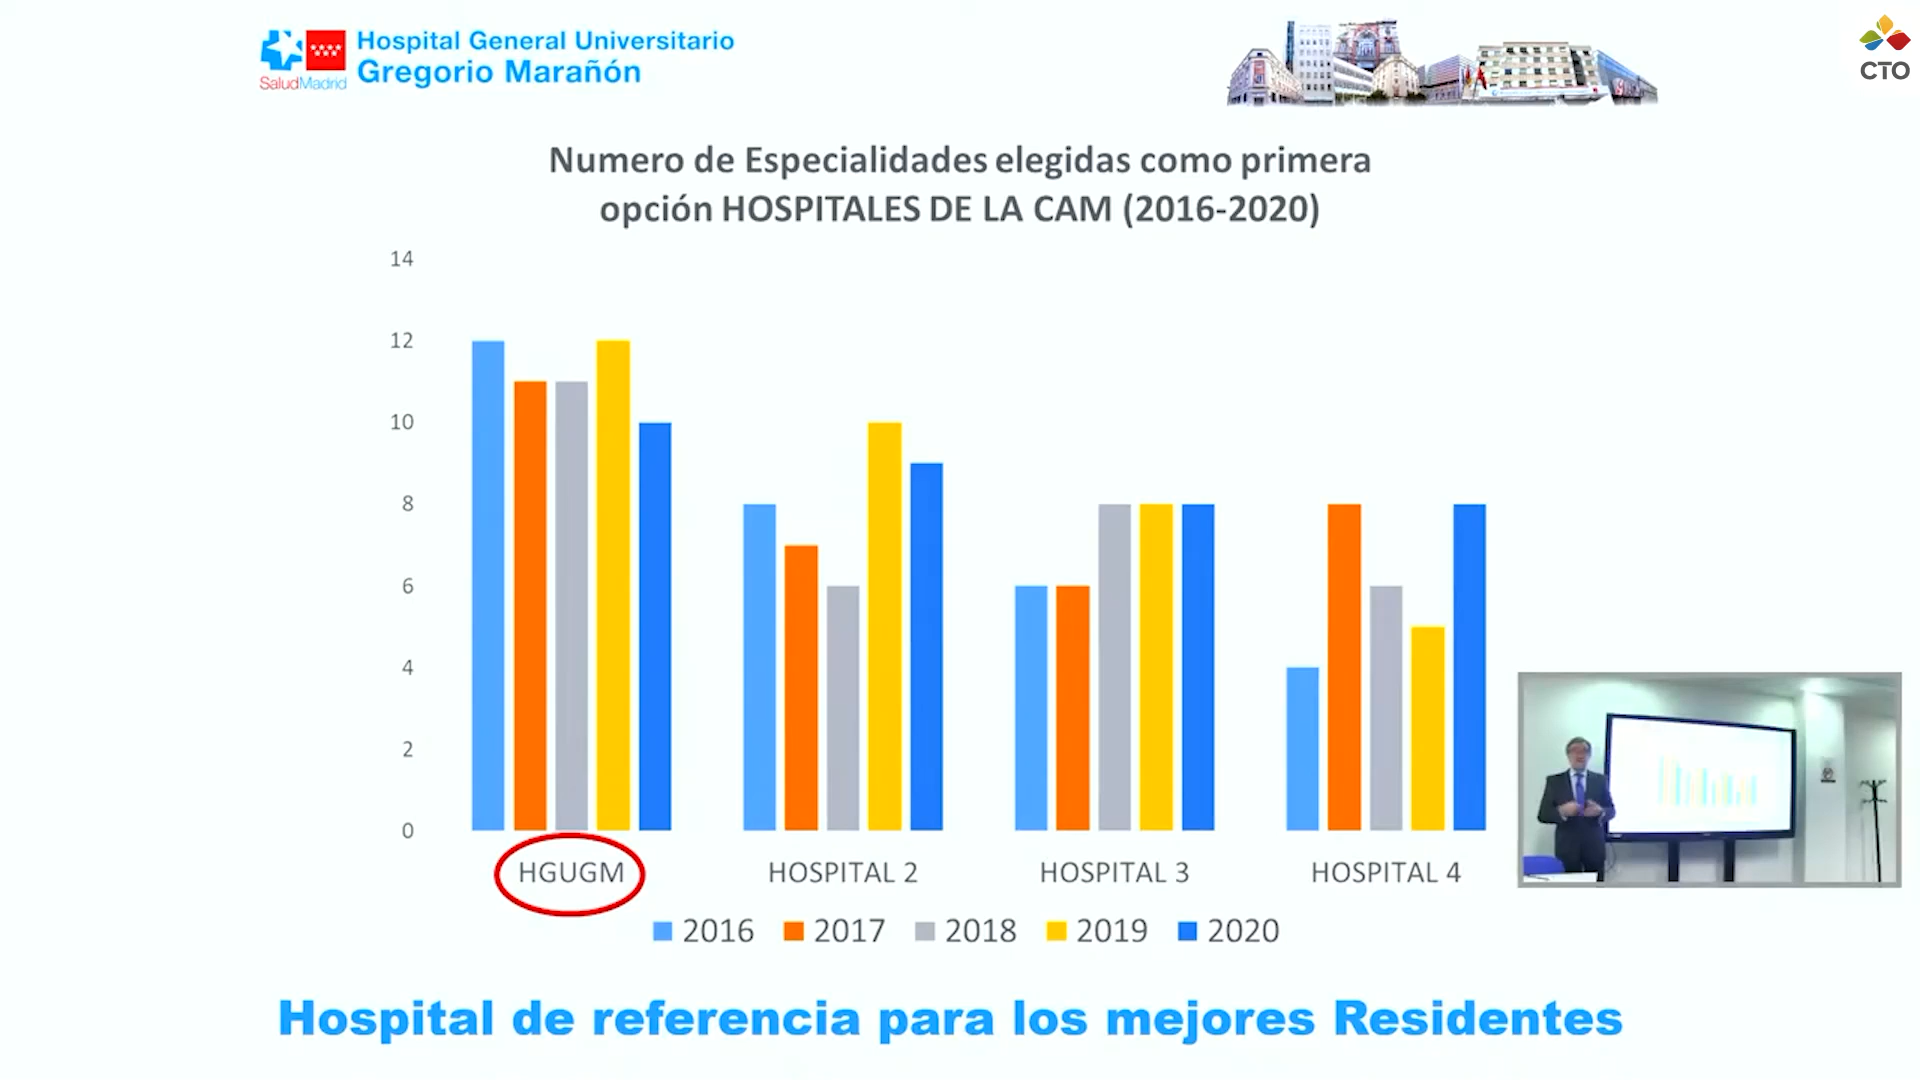 SaludMadrid
Hospital General Universitario
Gregorio Marañón
CTO
Numero de Especialidades elegidas como primera
opción HOSPITALES DE LA CAM (2016-2020)
14
12
10
8
6
4
2
0
HGUGM
HOSPITAL 2
HOSPITAL 3
HOSPITAL 4
2016
2017
2018
2019
2020
Hospital de referencia para los mejores Residentes